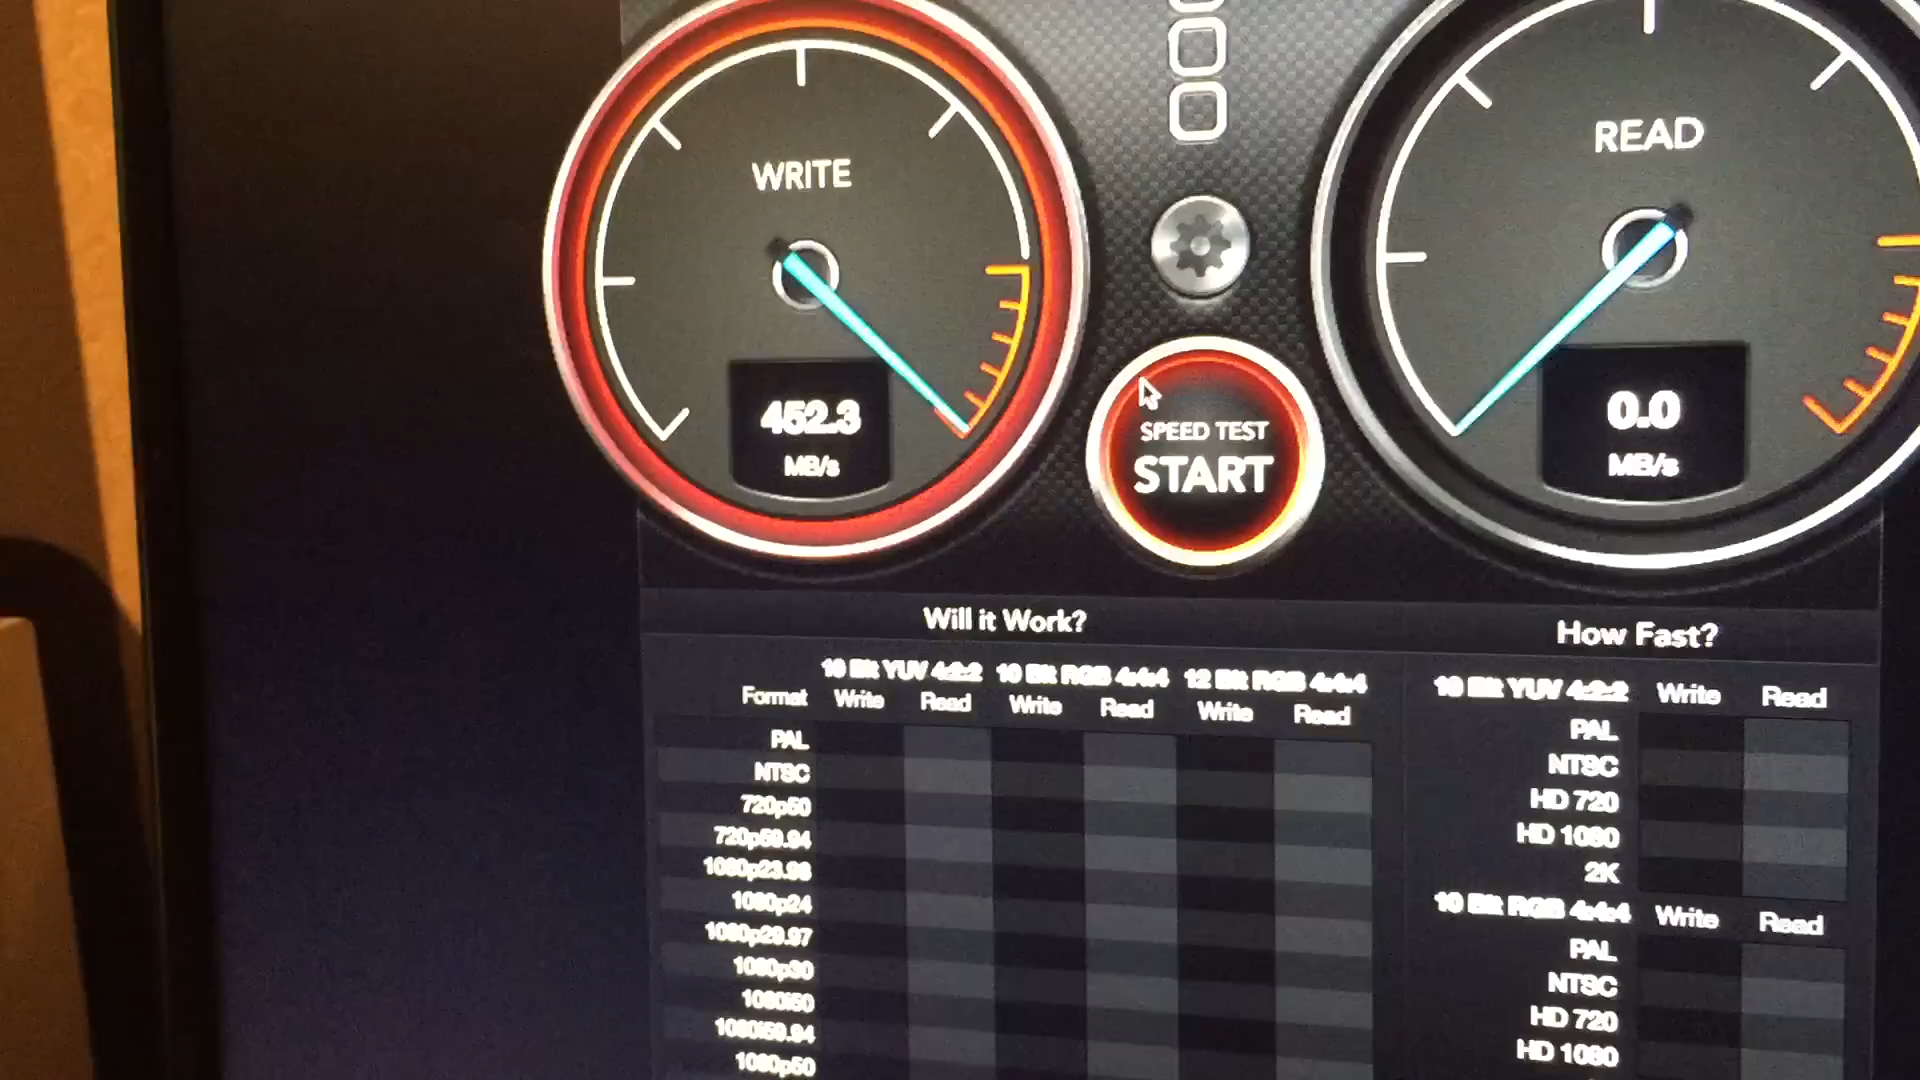 WRITE
READ
452.3
MB/s
0.0
MB/s
SPEED TEST
START
Will it Work?
How Fast?
10 Bit YUV 4:2:2
10 Bit RGB 4:4:4
12 Bit RGB 4:4:4
Format
Write
Read
Write
Read
Write
Read
PAL
NTSC
720p50
720p59.94
1080p23.98
1080p24
1080p29.97
1080p30
1080i50
1080i59.94
1080p50
10 Bit YUV 4:2:2
Write
Read
PAL
NTSC
HD 720
HD 1080
2K
10 Bit RGB 4:4:4
Write
Read
PAL
NTSC
HD 720
HD 1080